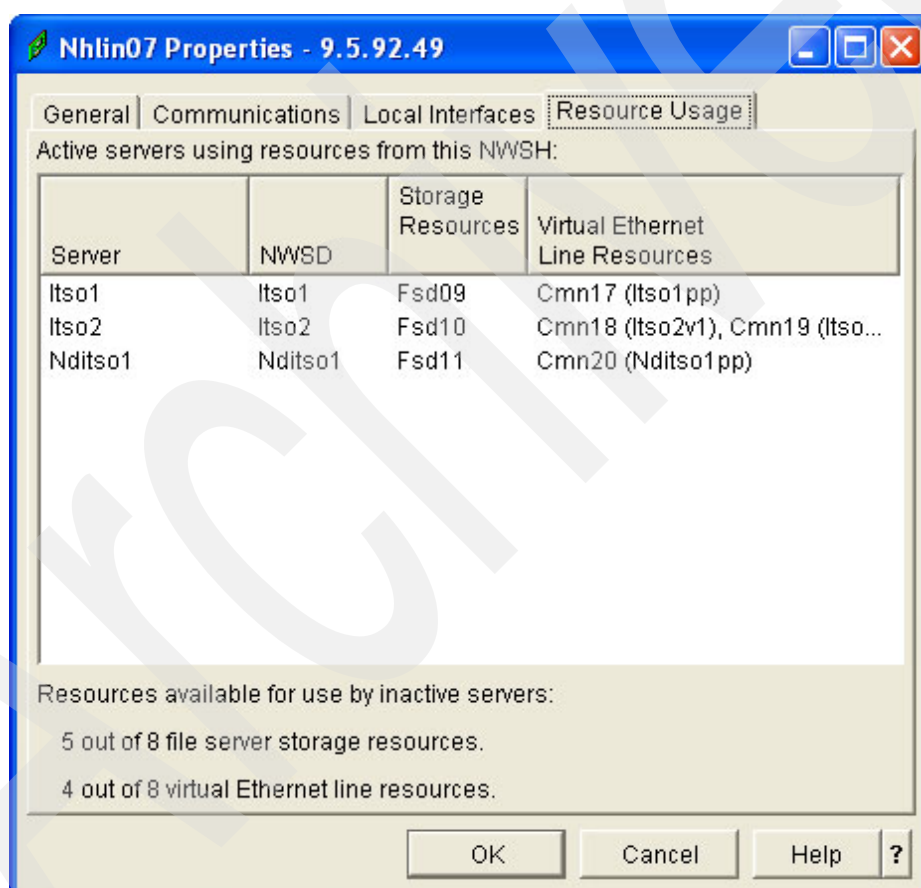 Nhlin07 Properties - 9.5.92.49
General Communications Local Interfaces Resource Usage
Active servers using resources from this NWSH:
Storage
Resources Virtual Ethernet
Server NWSD Line Resources
Itso1 Itso1 Fsd09 Cmn17 (Itso1pp)
Itso2 Itso2 Fsd10 Cmn18 (Itso2v1), Cmn19 (Itso...
Nditso1 Nditso1 Fsd11 Cmn20 (Nditso1pp)
Resources available for use by inactive servers:
5 out of 8 file server storage resources.
4 out of 8 virtual Ethernet line resources.
OK Cancel Help ?